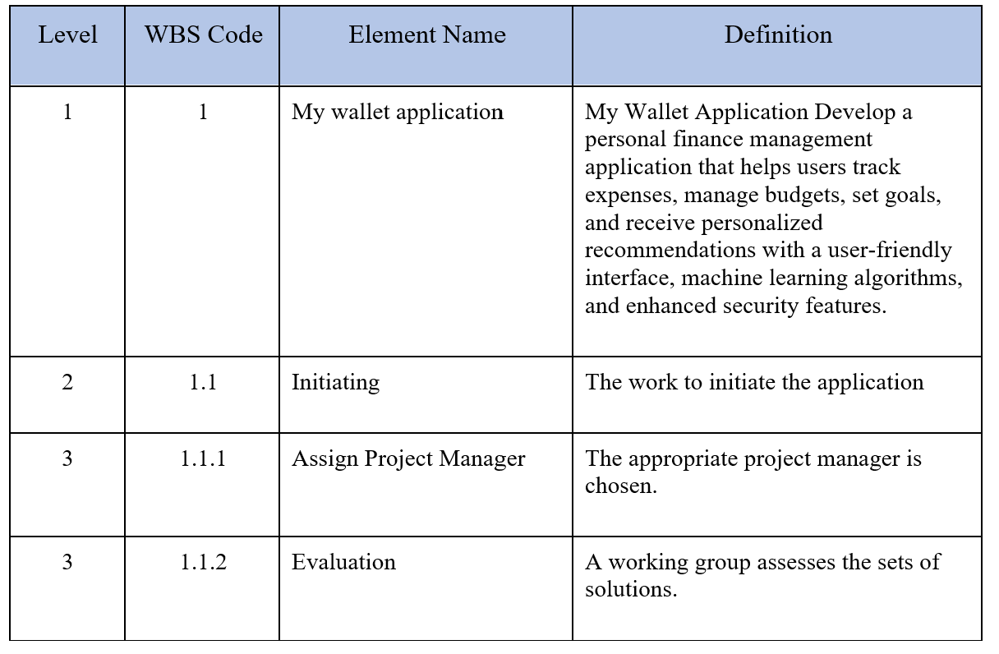 Level WBS Code Element Name Definition
1 1 My wallet application My Wallet Application Develop a
personal finance management
application that helps users track
expenses, manage budgets, set goals,
and receive personalized
recommendations with a user-friendly
interface, machine learning algorithms,
and enhanced security features.
2 1.1 Initiating The work to initiate the application
3 1.1.1 Assign Project Manager The appropriate project manager is
chosen.
3 1.1.2 Evaluation A working group assesses the sets of
solutions.